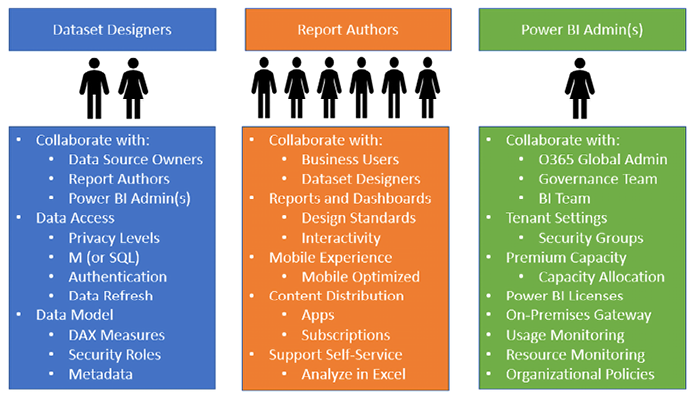 Dataset Designers
• Collaborate with:
• Data Source Owners
• Report Authors
• Power BI Admin(s)
• Data Access
• Privacy Levels
• M (or SQL)
• Authentication
• Data Refresh
• Data Model
• DAX Measures
• Security Roles
• Metadata
Report Authors
• Collaborate with:
• Business Users
• Dataset Designers
• Reports and Dashboards
• Design Standards
• Interactivity
• Mobile Experience
• Mobile Optimized
• Content Distribution
• Apps
• Subscriptions
• Support Self-Service
• Analyze in Excel
Power BI Admin(s)
• Collaborate with:
• O365 Global Admin
• Governance Team
• BI Team
• Tenant Settings
• Security Groups
• Premium Capacity
• Capacity Allocation
• Power BI Licenses
• On-Premises Gateway
• Usage Monitoring
• Resource Monitoring
• Organizational Policies